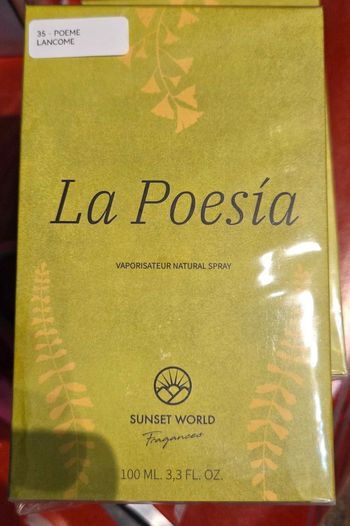 35 - POEME
LANCOME
La Poesía
VAPORISATEUR NATURAL SPRAY
SUNSET WORLD
Fragances
100 ML. 3,3 FL. OZ.